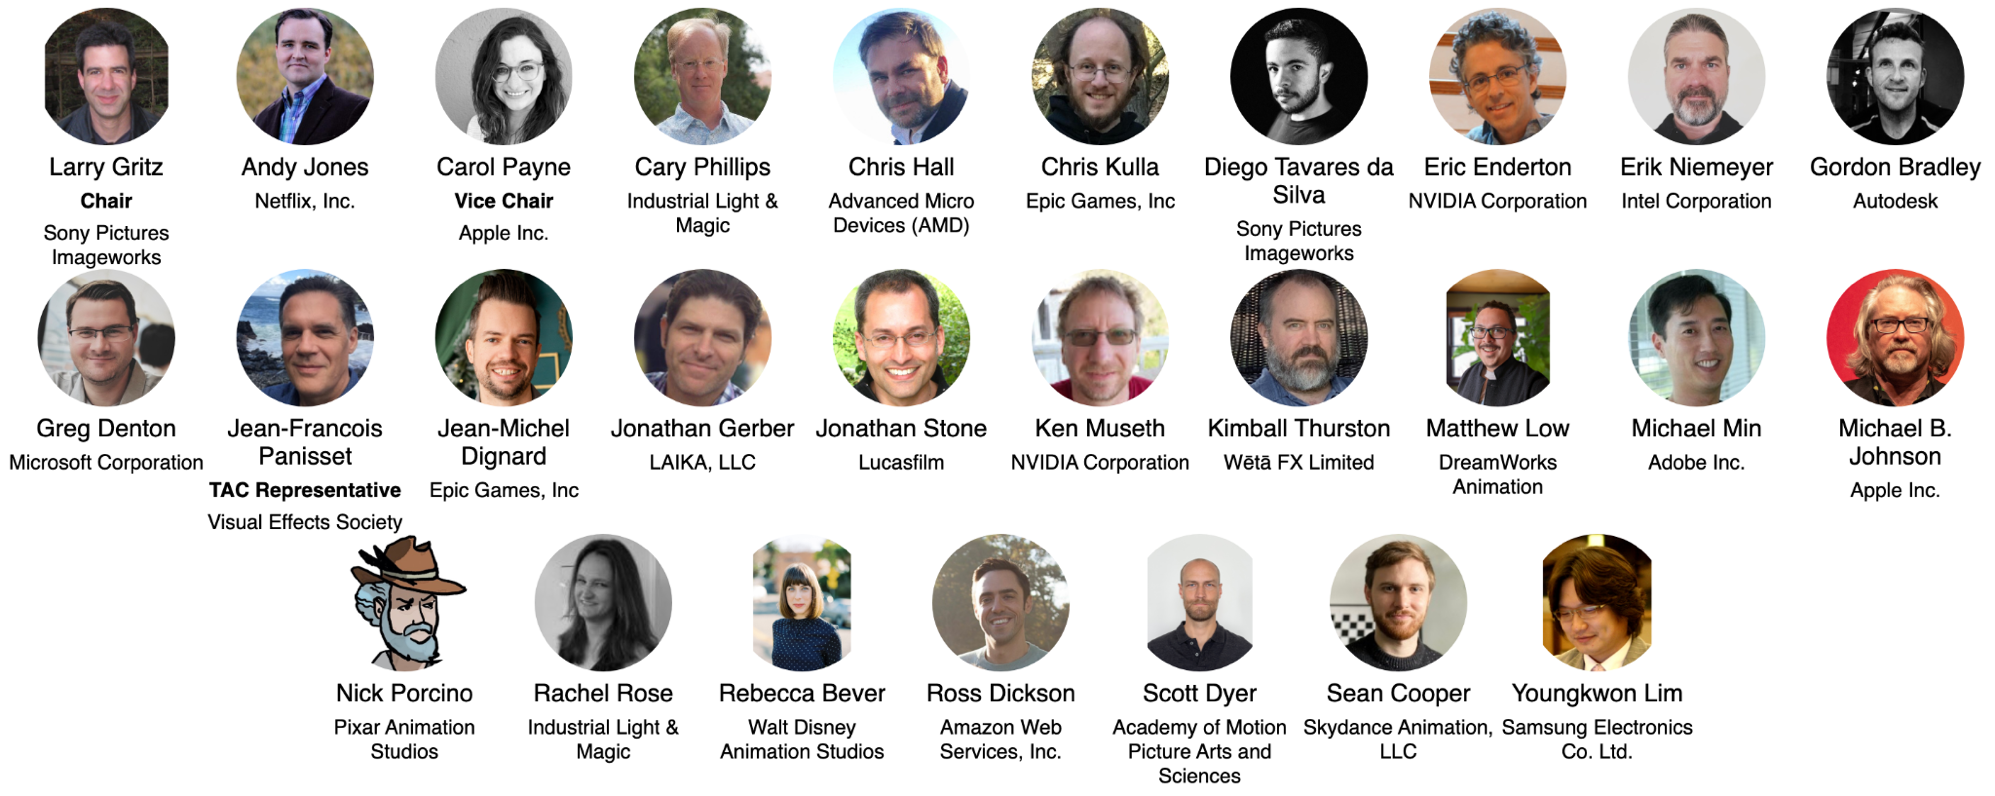 Larry Gritz
Chair
Sony Pictures
Imageworks
Andy Jones
Netflix, Inc.
Carol Payne
Vice Chair
Apple Inc.
Cary Phillips
Industrial Light &
Magic
Chris Hall
Advanced Micro
Devices (AMD)
Chris Kulla
Epic Games, Inc
Diego Tavares da
Silva
Sony Pictures
Imageworks
Eric Enderton
NVIDIA Corporation
Erik Niemeyer
Intel Corporation
Gordon Bradley
Autodesk
Greg Denton
Microsoft Corporation
Jean-Francois
Panisset
TAC Representative
Visual Effects Society
Jean-Michel
Dignard
Epic Games, Inc
Jonathan Gerber
LAIKA, LLC
Jonathan Stone
Lucasfilm
Ken Museth
NVIDIA Corporation
Kimball Thurston
Wētā FX Limited
Matthew Low
DreamWorks
Animation
Michael Min
Adobe Inc.
Michael B.
Johnson
Apple Inc.
Nick Porcino
Pixar Animation
Studios
Rachel Rose
Industrial Light &
Magic
Rebecca Bever
Walt Disney
Animation Studios
Ross Dickson
Amazon Web
Services, Inc.
Scott Dyer
Academy of Motion
Picture Arts and
Sciences
Sean Cooper
Skydance Animation,
LLC
Youngkwon Lim
Samsung Electronics
Co. Ltd.